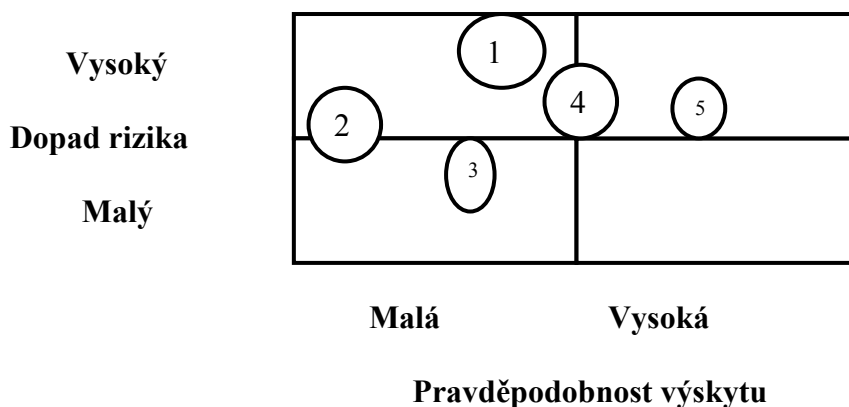 1
Vysoký
4
5
2
Dopad rizika
3
Malý
Malá Vysoká
Pravděpodobnost výskytu